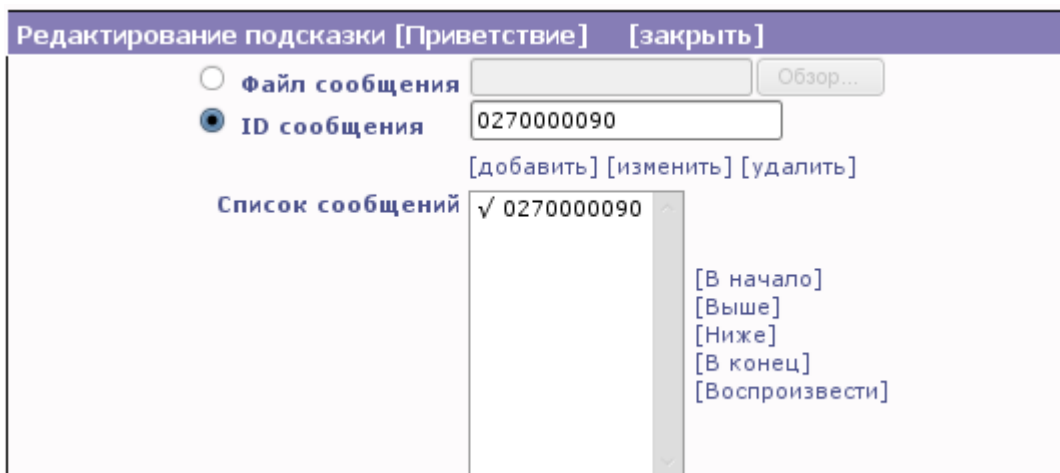 Редактирование подсказки [Приветствие] [закрыть]
Файл сообщения Обзор...
ID сообщения 0270000090
[добавить] [изменить] [удалить]
Список сообщений √ 0270000090
[В начало]
[Выше]
[Ниже]
[В конец]
[Воспроизвести]